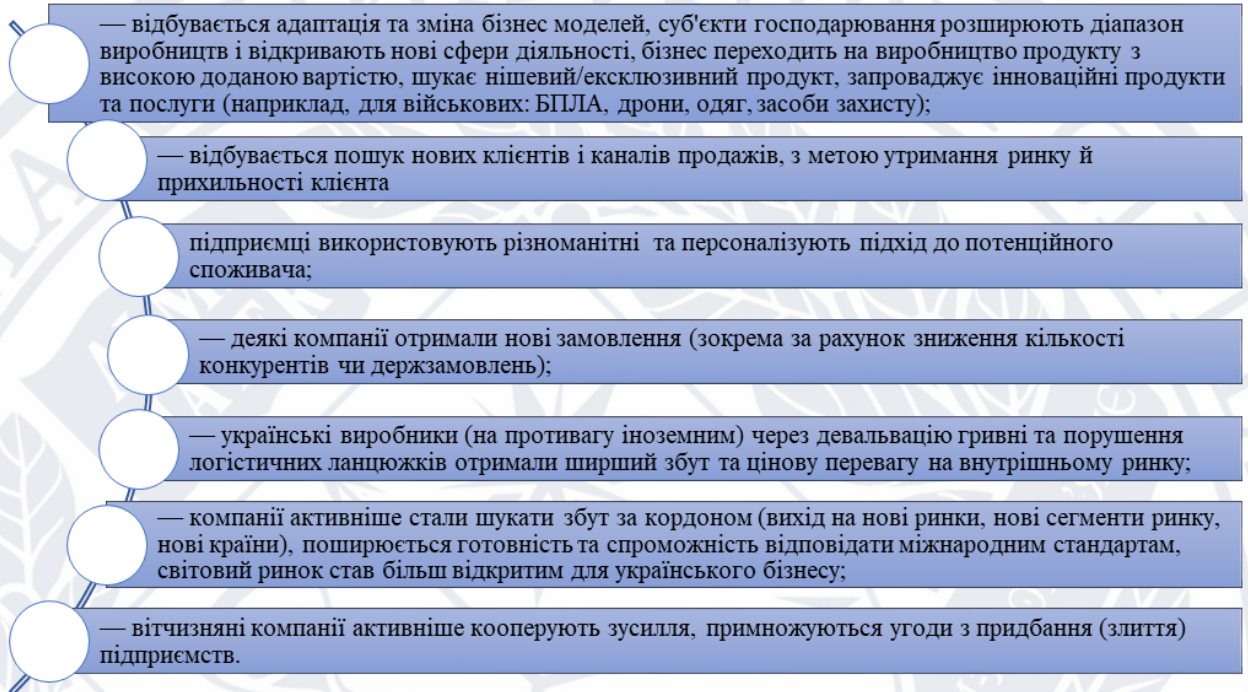 — відбувається адаптація та зміна бізнес моделей, суб'єкти господарювання розширюють діапазон
виробництв і відкривають нові сфери діяльності, бізнес переходить на виробництво продукту з
високою доданою вартістю, шукає нішевий/ексклюзивний продукт, запроваджує інноваційні продукти
та послуги (наприклад, для військових: БПЛА, дрони, одяг, засоби захисту);
— відбувається пошук нових клієнтів і каналів продажів, з метою утримання ринку й
прихильності клієнта
підприємці використовують різноманітні та персоналізують підхід до потенційного
споживача;
— деякі компанії отримали нові замовлення (зокрема за рахунок зниження кількості
конкурентів чи держзамовлень);
— українські виробники (на противагу іноземним) через девальвацію гривні та порушення
логістичних ланцюжків отримали ширший збут та цінову перевагу на внутрішньому ринку;
— компанії активніше стали шукати збут за кордоном (вихід на нові ринки, нові сегменти ринку,
нові країни), поширюється готовність та спроможність відповідати міжнародним стандартам,
світовий ринок став більш відкритим для українського бізнесу;
— вітчизняні компанії активніше кооперують зусилля, примножуються угоди з придбання (злиття)
підприємств.